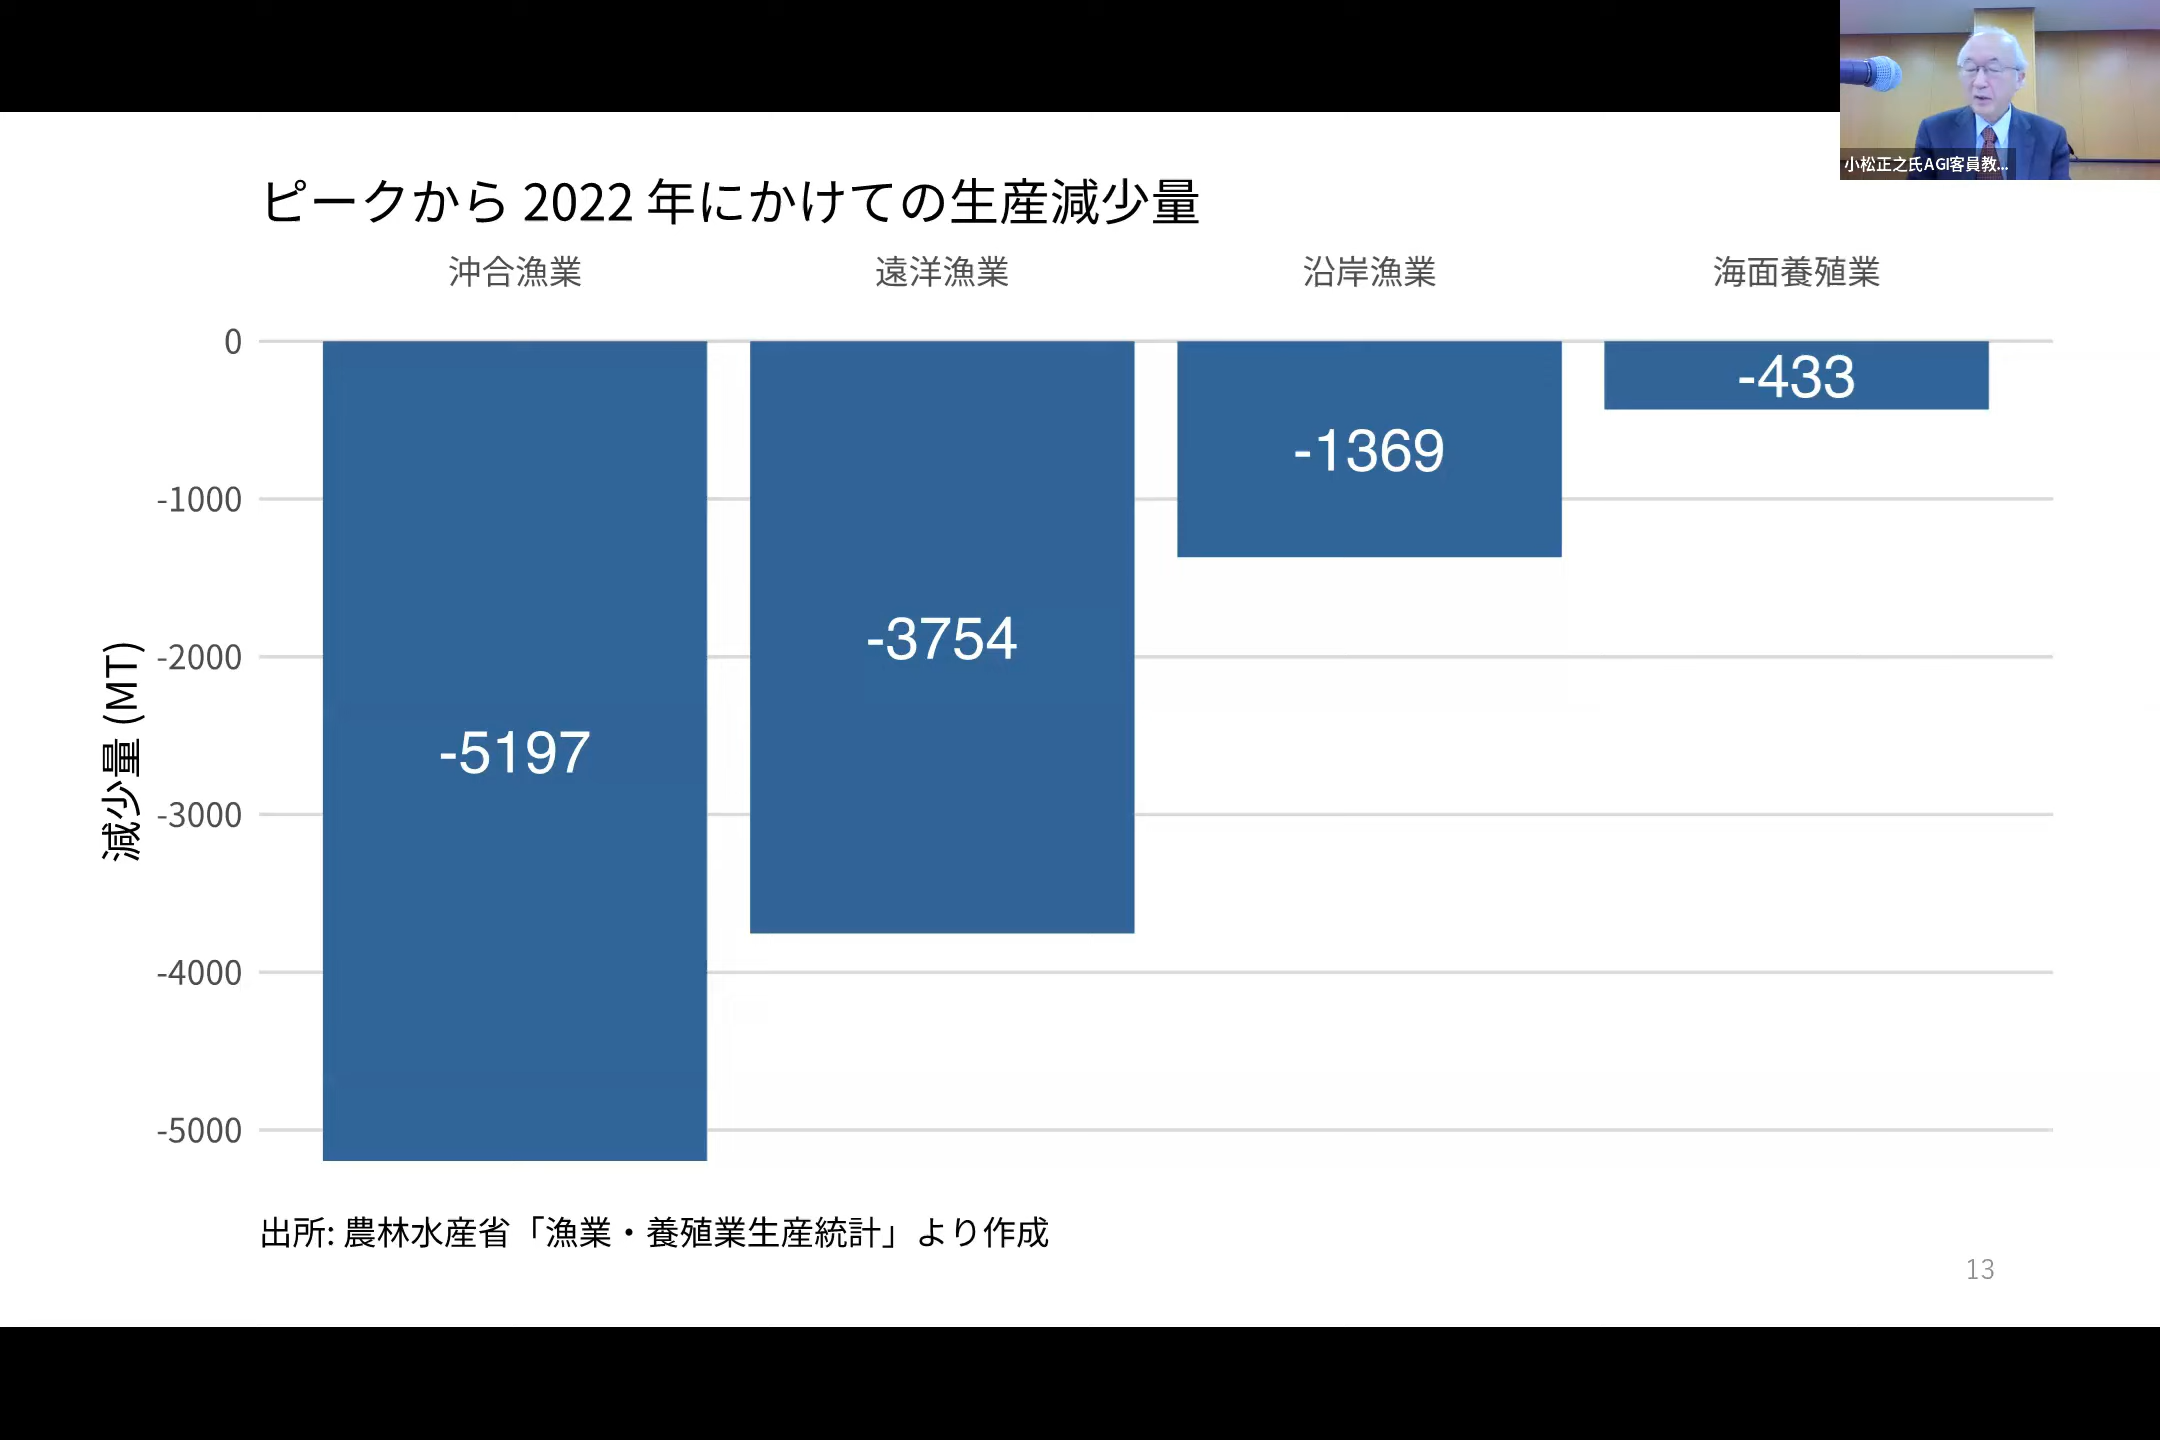 小松正之氏AGI客員教...
ピークから 2022 年にかけての生産減少量
沖合漁業 遠洋漁業 沿岸漁業 海面養殖業
0
-1000
-2000
-3000
-4000
-5000
減少量 (MT)
-5197
-3754
-1369
-433
出所: 農林水産省「漁業・養殖業生産統計」より作成
13